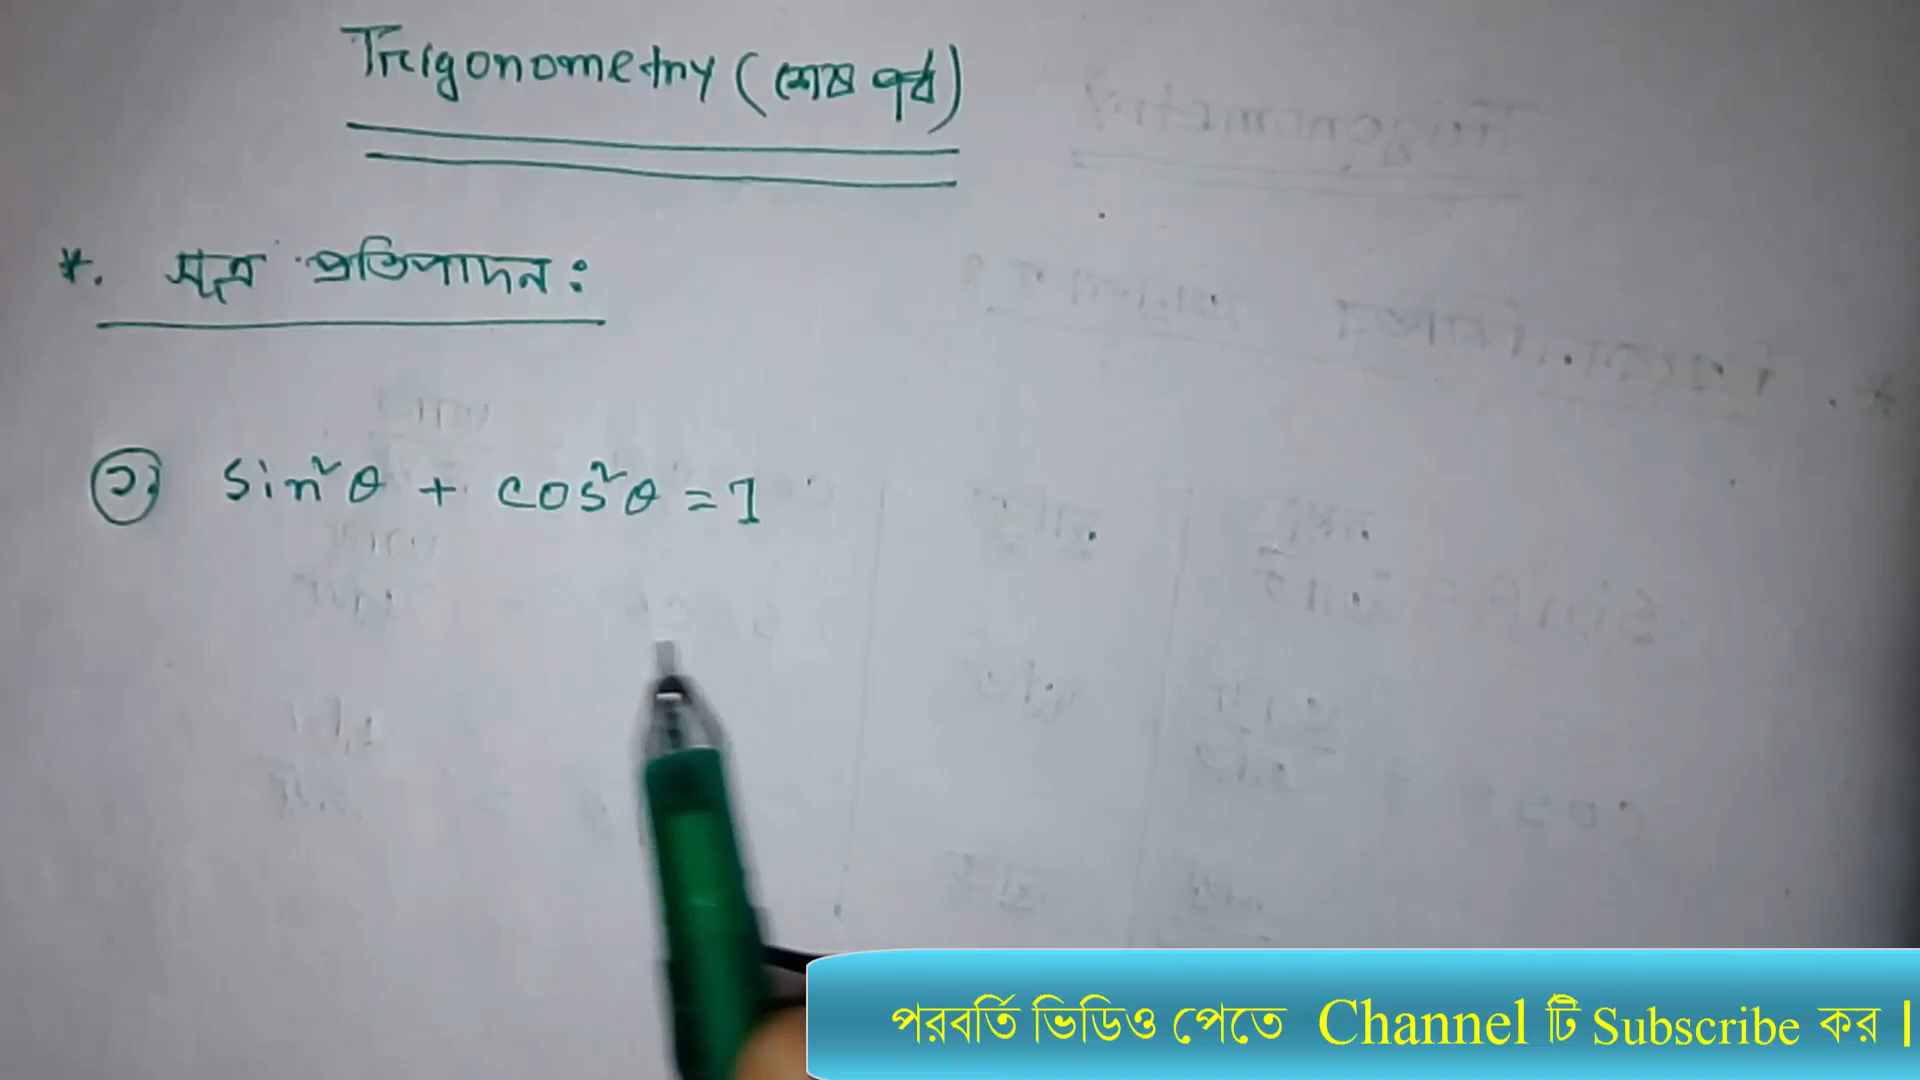 Trigonometry (শেষ পর্ব)
*. সূত্র প্রতিপাদন:
১) sin²θ + cos²θ = 1
পরবর্তি ভিডিও পেতে Channel টি Subscribe কর।